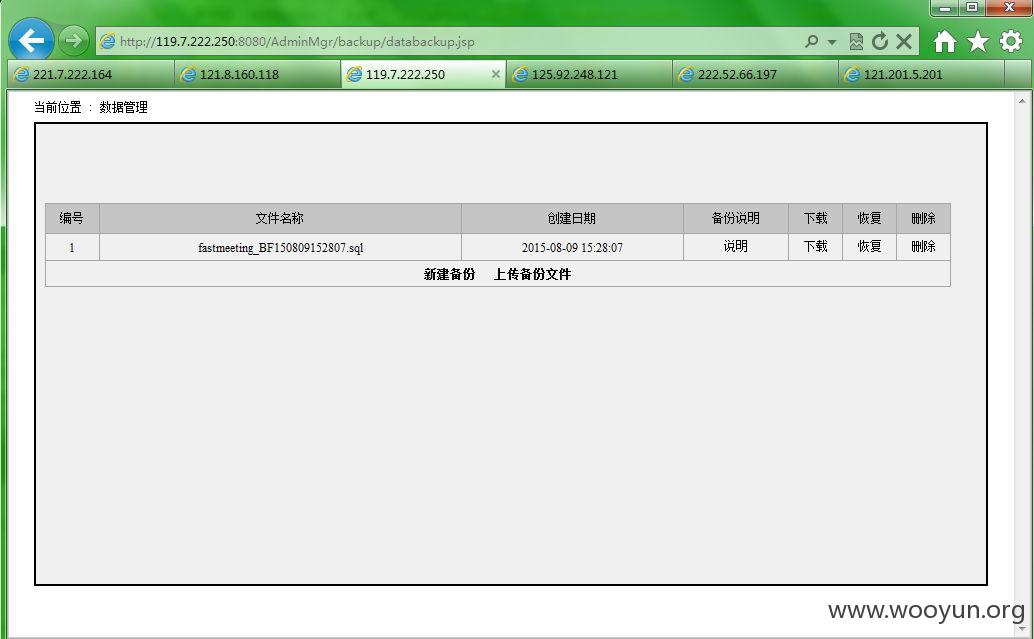 http://119.7.222.250:8080/AdminMgr/backup/databackup.jsp
221.7.222.164 121.8.160.118 119.7.222.250 125.92.248.121 222.52.66.197 121.201.5.201
当前位置 : 数据管理
编号 文件名称 创建日期 备份说明 下载 恢复 删除
1 fastmeeting_BF150809152807.sql 2015-08-09 15:28:07 说明 下载 恢复 删除
新建备份 上传备份文件
www.wooyun.org